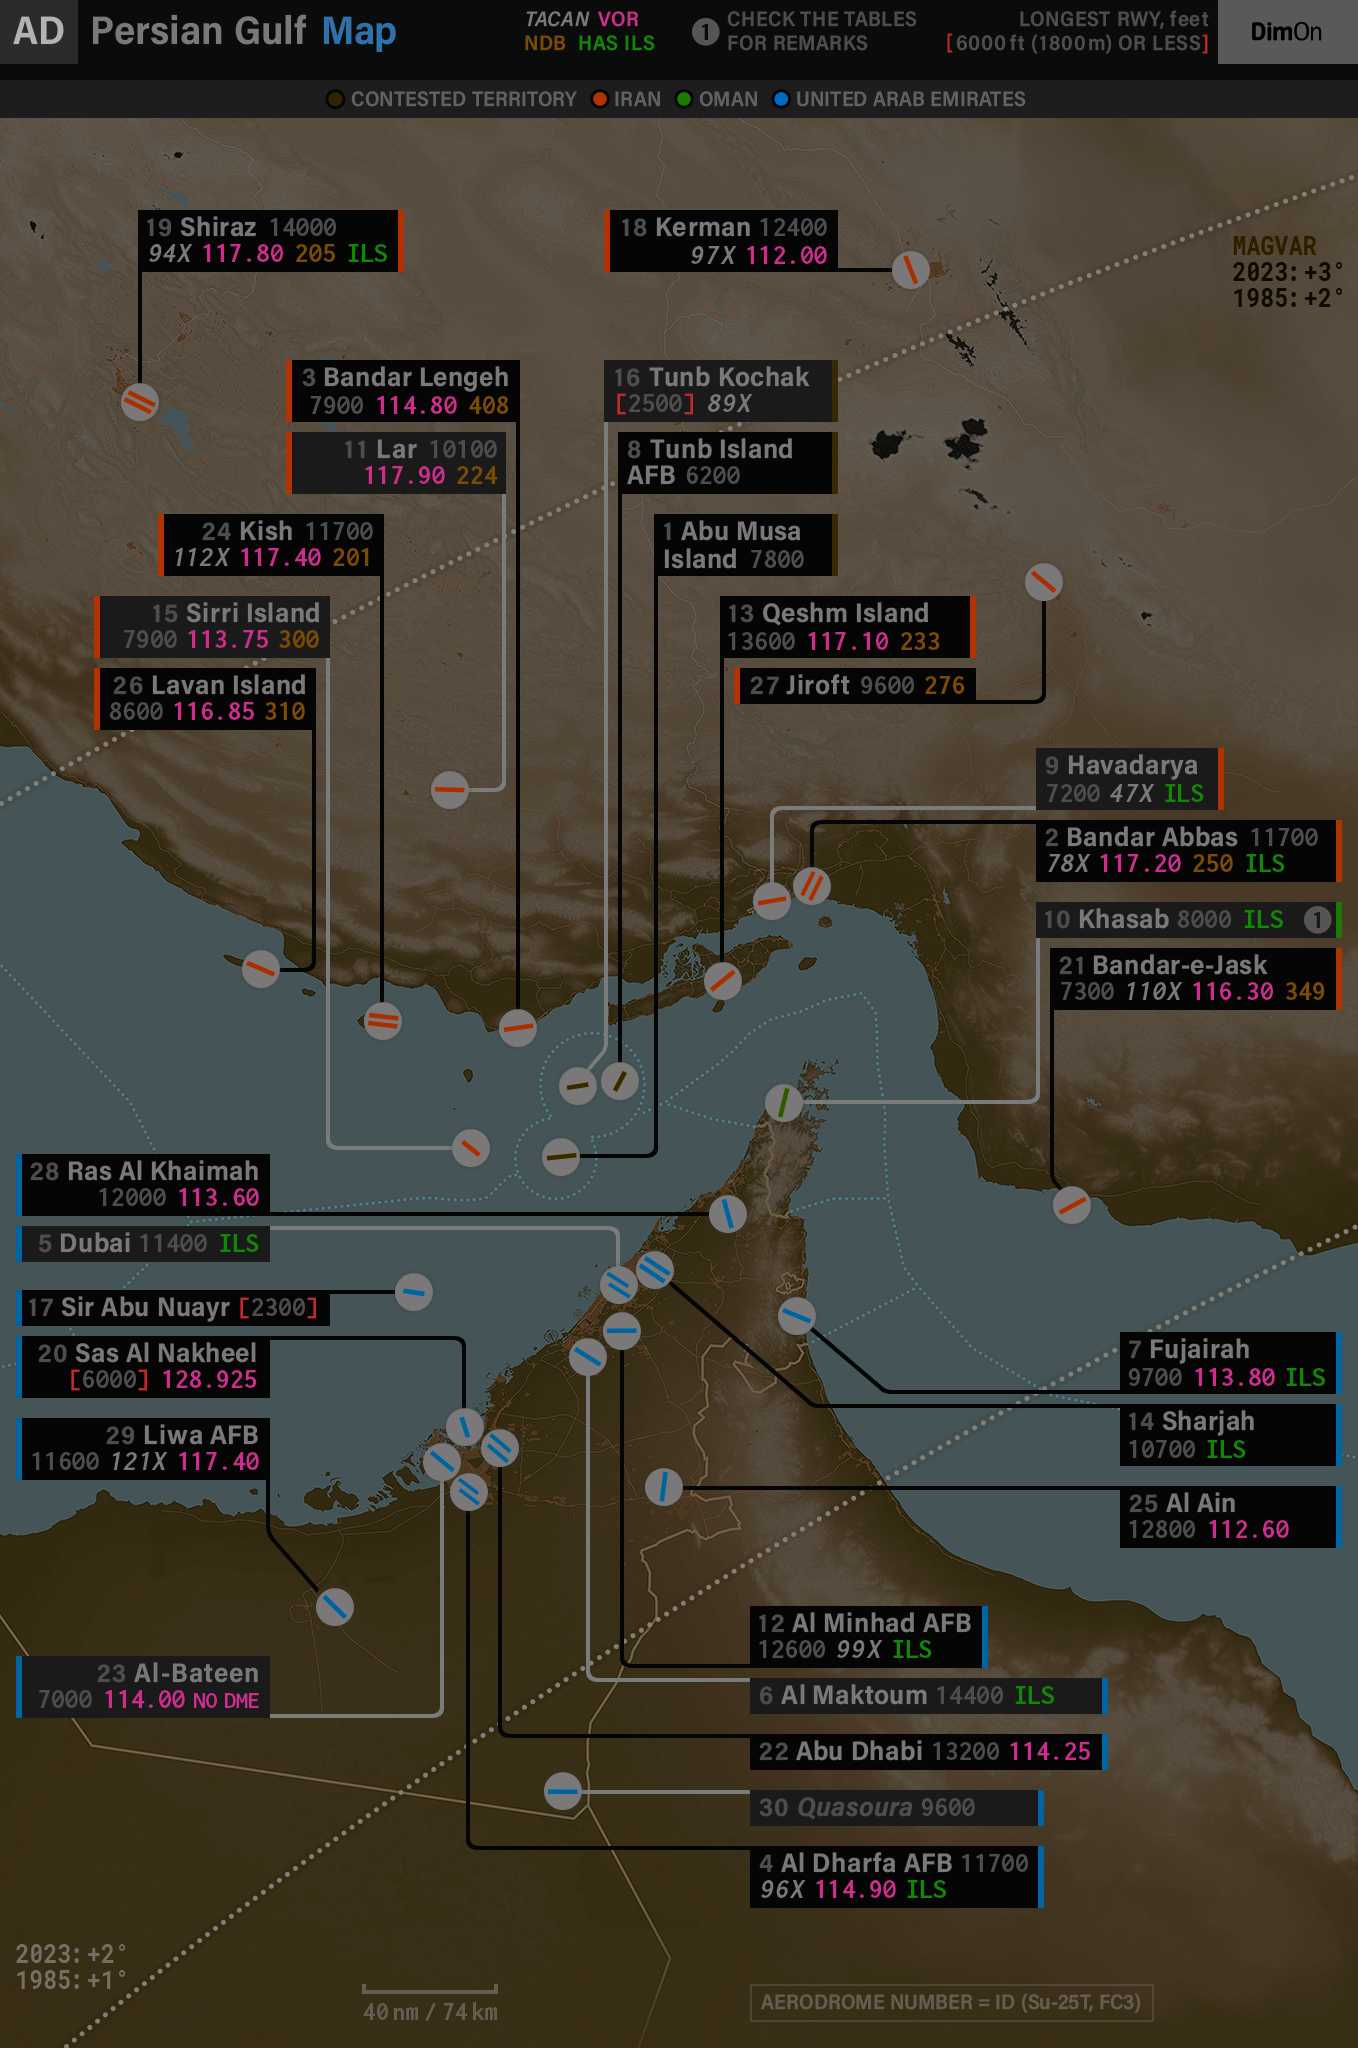 AD Persian Gulf Map
TACAN VOR
NDB HAS ILS
1 CHECK THE TABLES
FOR REMARKS
LONGEST RWY, feet
[6000 ft (1800 m) OR LESS]
DimOn
CONTESTED TERRITORY IRAN OMAN UNITED ARAB EMIRATES
19 Shiraz 14000
94X 117.80 205 ILS
18 Kerman 12400
97X 112.00
MAGVAR
2023: +3°
1985: +2°
3 Bandar Lengeh
7900 114.80 408
16 Tunb Kochak
[2500] 89X
11 Lar 10100
117.90 224
8 Tunb Island
AFB 6200
24 Kish 11700
112X 117.40 201
1 Abu Musa
Island 7800
15 Sirri Island
7900 113.75 300
13 Qeshm Island
13600 117.10 233
26 Lavan Island
8600 116.85 310
27 Jiroft 9600 276
9 Havadarya
7200 47X ILS
2 Bandar Abbas 11700
78X 117.20 250 ILS
10 Khasab 8000 ILS 1
21 Bandar-e-Jask
7300 110X 116.30 349
28 Ras Al Khaimah
12000 113.60
5 Dubai 11400 ILS
17 Sir Abu Nuayr [2300]
20 Sas Al Nakheel
[6000] 128.925
7 Fujairah
9700 113.80 ILS
29 Liwa AFB
11600 121X 117.40
14 Sharjah
10700 ILS
25 Al Ain
12800 112.60
12 Al Minhad AFB
12600 99X ILS
23 Al-Bateen
7000 114.00 NO DME
6 Al Maktoum 14400 ILS
22 Abu Dhabi 13200 114.25
30 Quasoura 9600
4 Al Dharfa AFB 11700
96X 114.90 ILS
2023: +2°
1985: +1°
40 nm / 74 km
AERODROME NUMBER = ID (Su-25T, FC3)